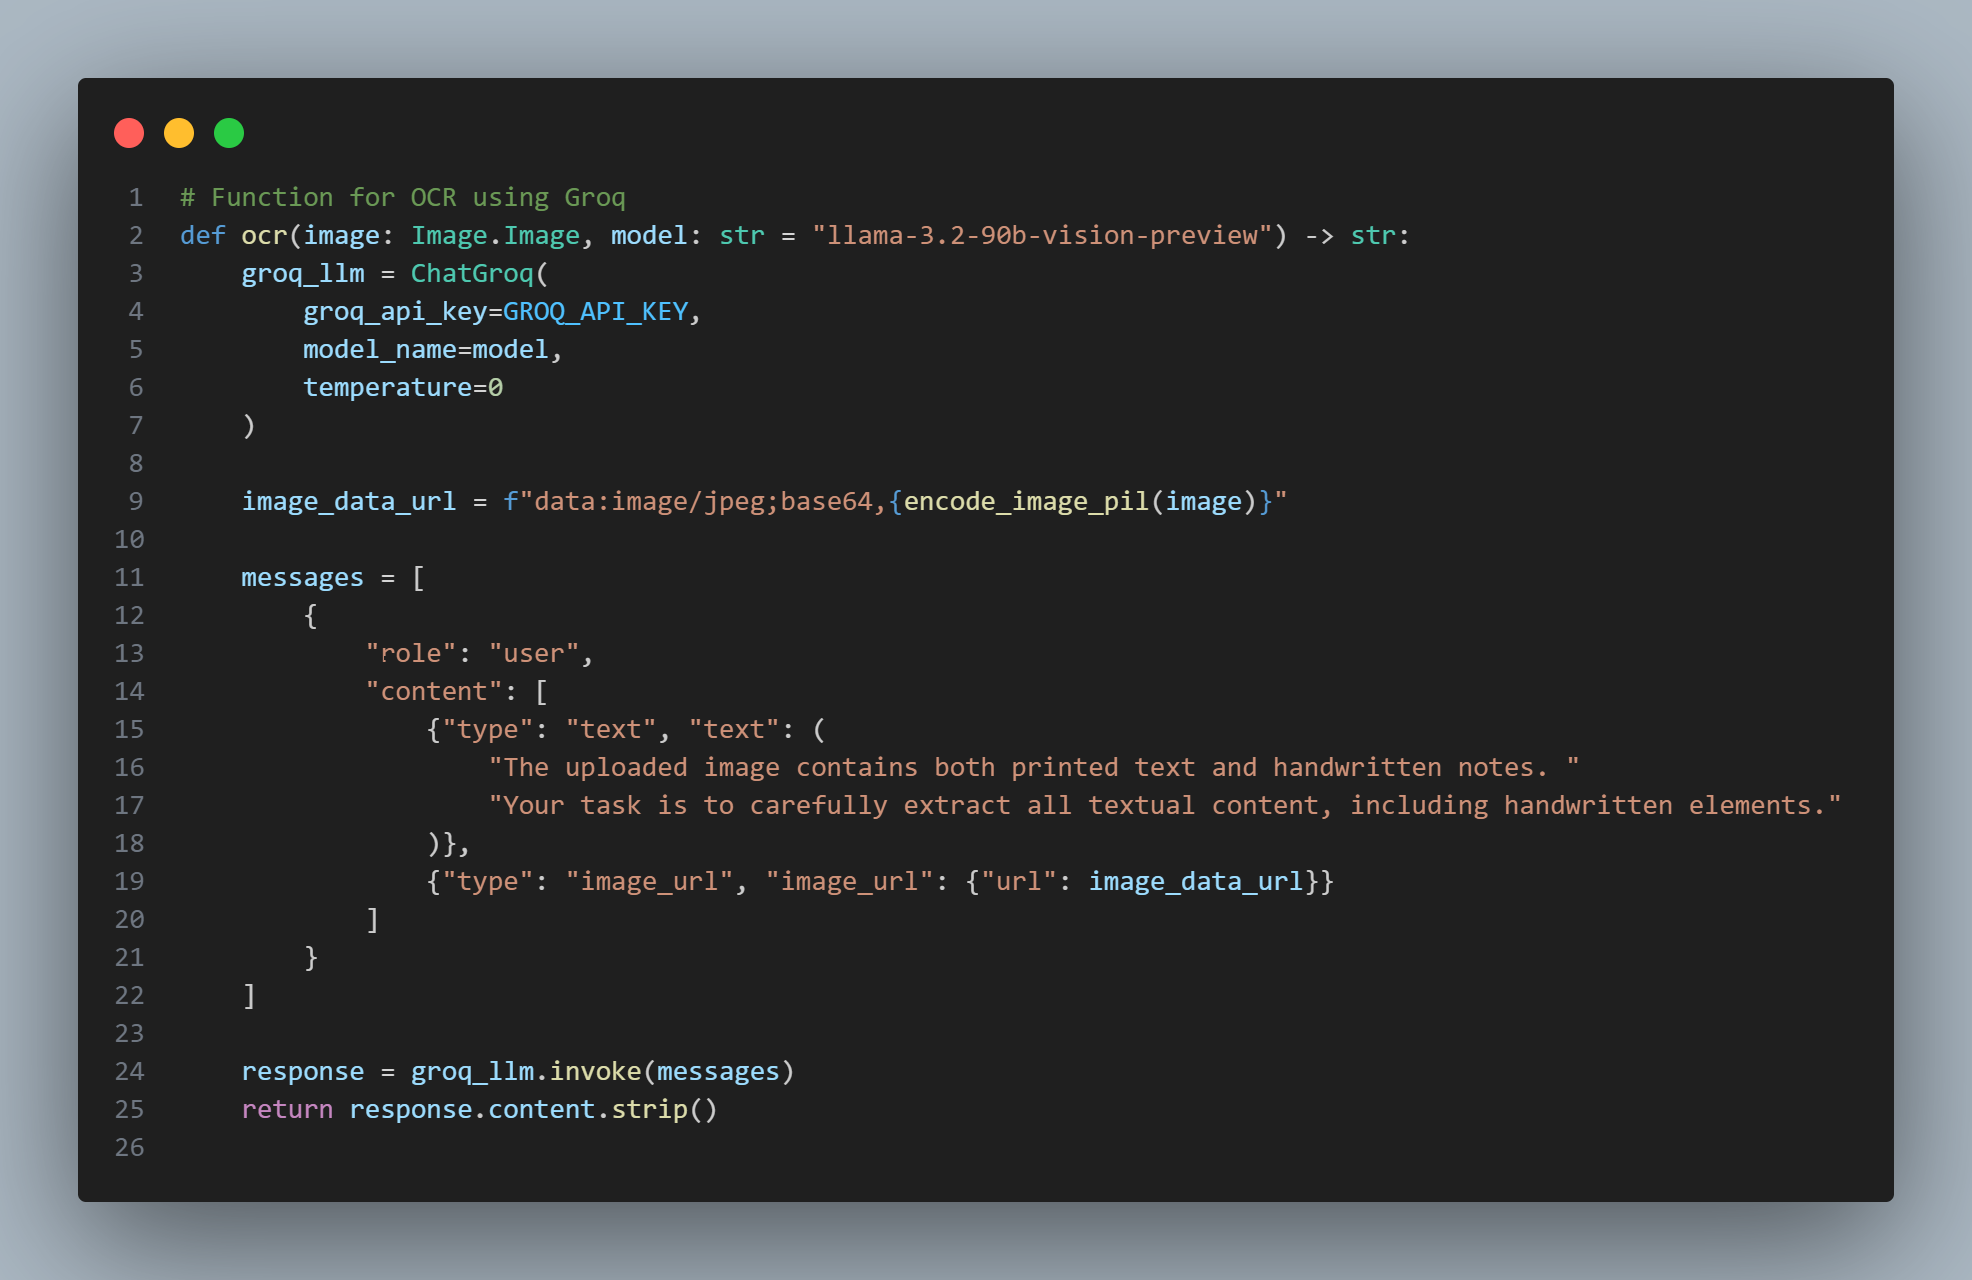 1 # Function for OCR using Groq
2 def ocr(image: Image.Image, model: str = "llama-3.2-90b-vision-preview") -> str:
3     groq_llm = ChatGroq(
4         groq_api_key=GROQ_API_KEY,
5         model_name=model,
6         temperature=0
7     )
8
9     image_data_url = f"data:image/jpeg;base64,{encode_image_pil(image)}"
10
11     messages = [
12         {
13             "role": "user",
14             "content": [
15                 {"type": "text", "text": (
16                     "The uploaded image contains both printed text and handwritten notes. "
17                     "Your task is to carefully extract all textual content, including handwritten elements."
18                 )},
19                 {"type": "image_url", "image_url": {"url": image_data_url}}
20             ]
21         }
22     ]
23
24     response = groq_llm.invoke(messages)
25     return response.content.strip()
26